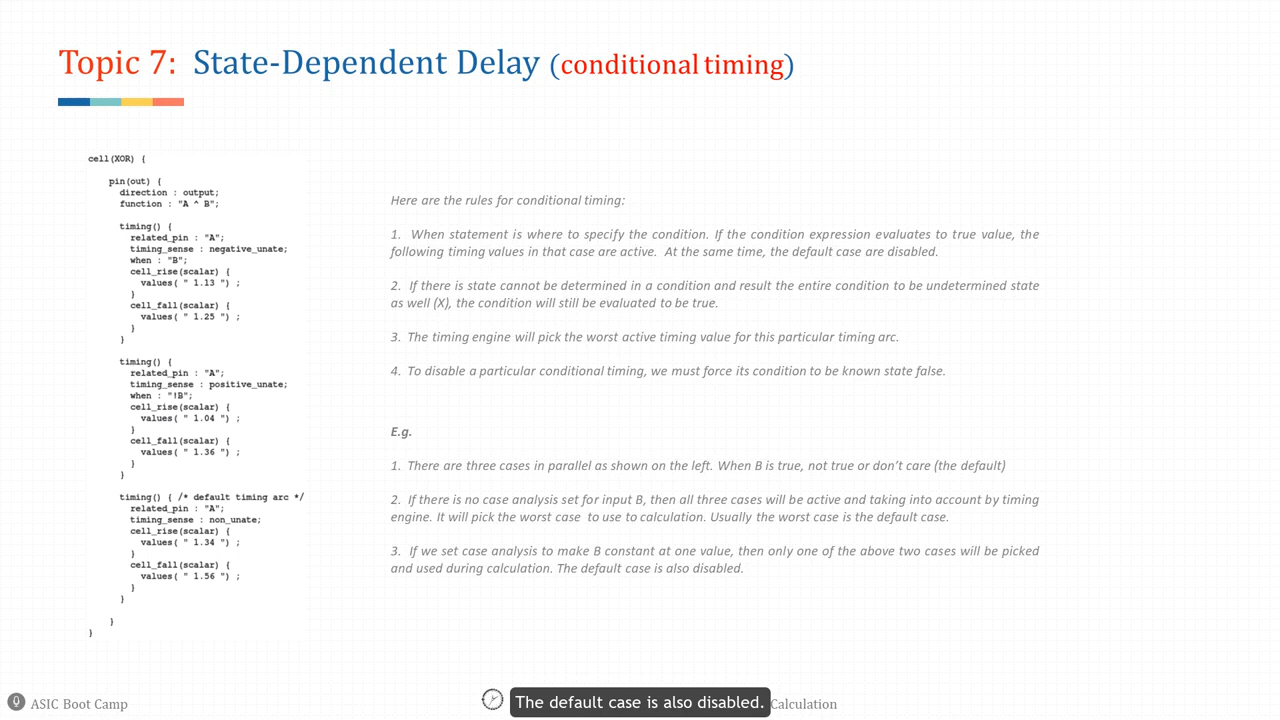 Topic 7: State-Dependent Delay (conditional timing)
cell(XOR) {
pin(out) {
direction : output;
function : "A ^ B";
timing() {
related_pin : "A";
timing_sense : negative_unate;
when : "B";
cell_rise(scalar) {
values( " 1.13 ") ;
}
cell_fall(scalar) {
values( " 1.25 ") ;
}
}
timing() {
related_pin : "A";
timing_sense : positive_unate;
when : "!B";
cell_rise(scalar) {
values( " 1.04 ") ;
}
cell_fall(scalar) {
values( " 1.36 ") ;
}
}
timing() { /* default timing arc */
related_pin : "A";
timing_sense : non_unate;
cell_rise(scalar) {
values( " 1.34 ") ;
}
cell_fall(scalar) {
values( " 1.56 ") ;
}
}
}
}
Here are the rules for conditional timing:
1. When statement is where to specify the condition. If the condition expression evaluates to true value, the
following timing values in that case are active. At the same time, the default case are disabled.
2. If there is state cannot be determined in a condition and result the entire condition to be undetermined state
as well (X), the condition will still be evaluated to be true.
3. The timing engine will pick the worst active timing value for this particular timing arc.
4. To disable a particular conditional timing, we must force its condition to be known state false.
E.g.
1. There are three cases in parallel as shown on the left. When B is true, not true or don't care (the default)
2. If there is no case analysis set for input B, then all three cases will be active and taking into account by timing
engine. It will pick the worst case to use to calculation. Usually the worst case is the default case.
3. If we set case analysis to make B constant at one value, then only one of the above two cases will be picked
and used during calculation. The default case is also disabled.
ASIC Boot Camp
The default case is also disabled.
Calculation